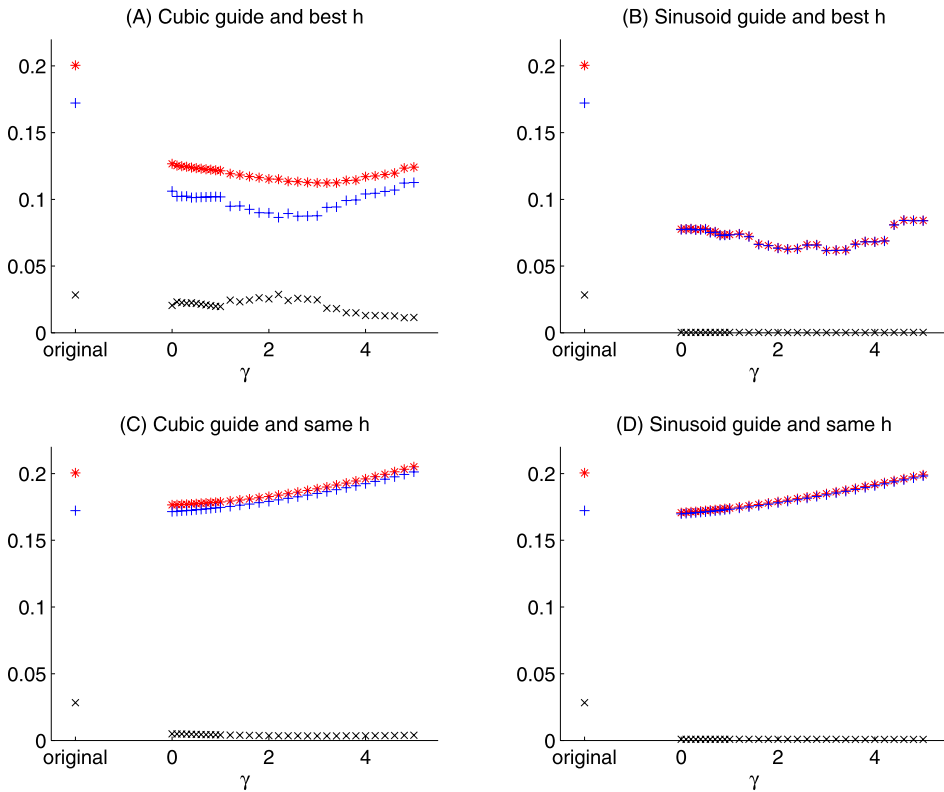 (A) Cubic guide and best h
0.2
0.15
0.1
0.05
0
original
0
2
4
γ
(B) Sinusoid guide and best h
0.2
0.15
0.1
0.05
0
original
0
2
4
γ
(C) Cubic guide and same h
0.2
0.15
0.1
0.05
0
original
0
2
4
γ
(D) Sinusoid guide and same h
0.2
0.15
0.1
0.05
0
original
0
2
4
γ